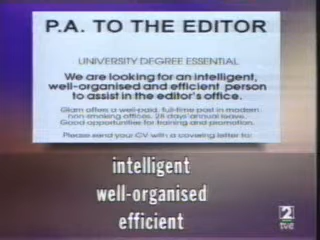 P.A. TO THE EDITOR
UNIVERSITY DEGREE ESSENTIAL
We are looking for an intelligent,
well-organised and efficient person
to assist in the editor's office.
Glam offers a well-paid, full-time post in modern
non-smoking offices. 28 days' annual leave.
Good opportunities for training and promotion.
Please send your CV with a covering letter to:
intelligent
well-organised
efficient
2
tve